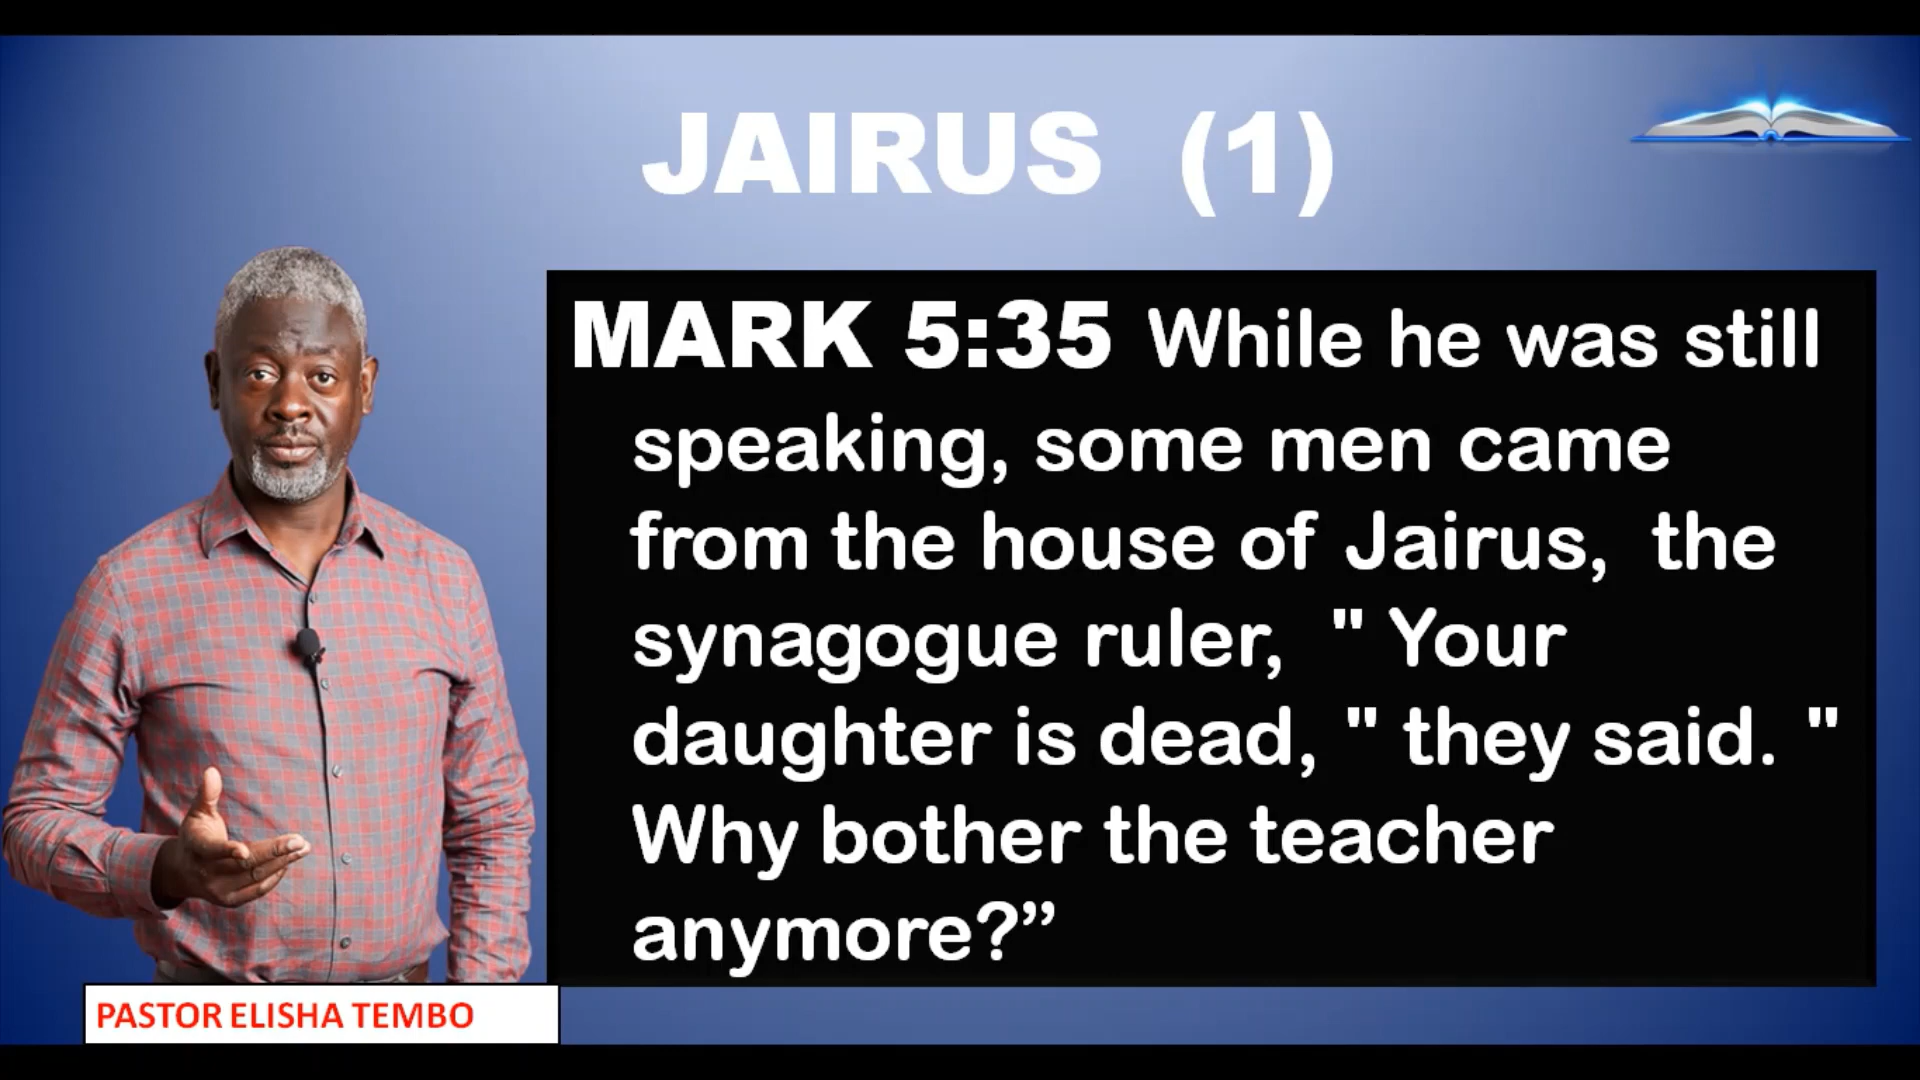 JAIRUS (1)
MARK 5:35 While he was still
speaking, some men came
from the house of Jairus, the
synagogue ruler, " Your
daughter is dead, " they said. "
Why bother the teacher
anymore?”
PASTOR ELISHA TEMBO